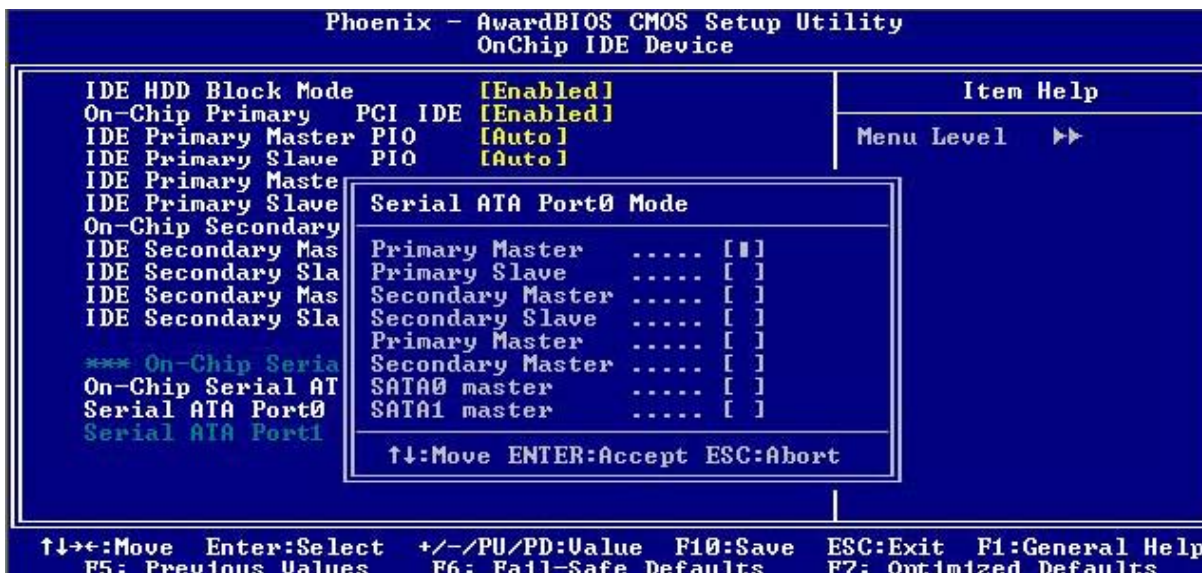 Phoenix - AwardBIOS CMOS Setup Utility
OnChip IDE Device
IDE HDD Block Mode [Enabled]
On-Chip Primary PCI IDE [Enabled]
IDE Primary Master PIO [Auto]
IDE Primary Slave PIO [Auto]
IDE Primary Maste
IDE Primary Slave
On-Chip Secondary
IDE Secondary Mas
IDE Secondary Sla
IDE Secondary Mas
IDE Secondary Sla
*** On-Chip Seria
On-Chip Serial AT
Serial ATA Port0
Serial ATA Port1
Serial ATA Port0 Mode
Primary Master ..... [▮]
Primary Slave ..... [ ]
Secondary Master ..... [ ]
Secondary Slave ..... [ ]
Primary Master ..... [ ]
Secondary Master ..... [ ]
SATA0 master ..... [ ]
SATA1 master ..... [ ]
↑↓:Move ENTER:Accept ESC:Abort
Item Help
Menu Level ▸▸
↑↓→←:Move Enter:Select +/-/PU/PD:Value F10:Save ESC:Exit F1:General Help
F5: Previous Values F6: Fail-Safe Defaults F7: Optimized Defaults